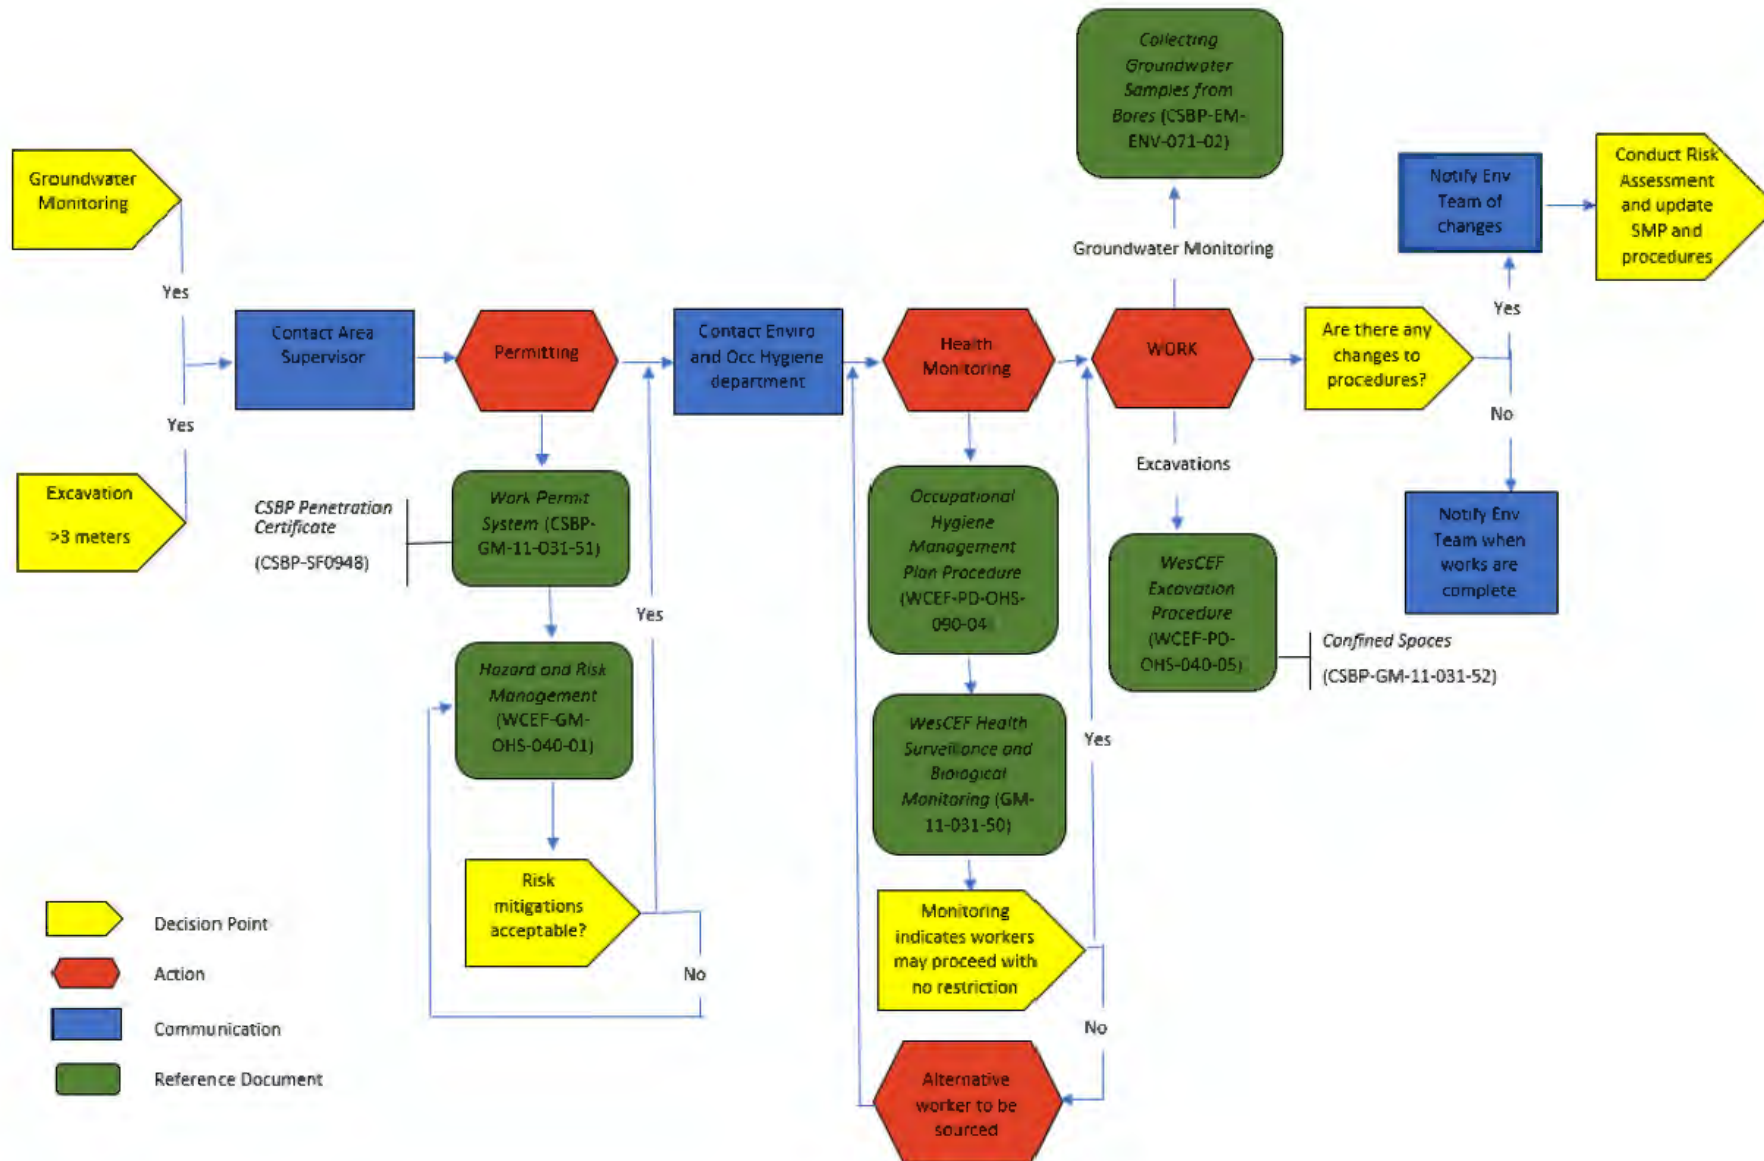 Groundwater
Monitoring
Yes
Yes
Excavation
>3 meters
Contact Area
Supervisor
Permitting
CSBP Penetration
Certificate
(CSBP-SF0948)
Work Permit
System (CSBP-
GM-11-031-51)
Hazard and Risk
Management
(WCEF-GM-
OHS-040-01)
Risk
mitigations
acceptable?
Yes
No
Contact Enviro
and Occ Hygiene
department
Health
Monitoring
Occupational
Hygiene
Management
Plan Procedure
(WCEF-PD-OHS-
090-04)
WesCEF Health
Surveillance and
Biological
Monitoring (GM-
11-031-50)
Monitoring
indicates workers
may proceed with
no restriction
Yes
No
Alternative
worker to be
sourced
Collecting
Groundwater
Samples from
Bores (CSBP-EM-
ENV-071-02)
Groundwater Monitoring
WORK
Excavations
WesCEF
Excavation
Procedure
(WCEF-PD-
OHS-040-05)
Confined Spaces
(CSBP-GM-11-031-52)
Are there any
changes to
procedures?
Yes
No
Notify Env
Team of
changes
Conduct Risk
Assessment
and update
SMP and
procedures
Notify Env
Team when
works are
complete
Decision Point
Action
Communication
Reference Document